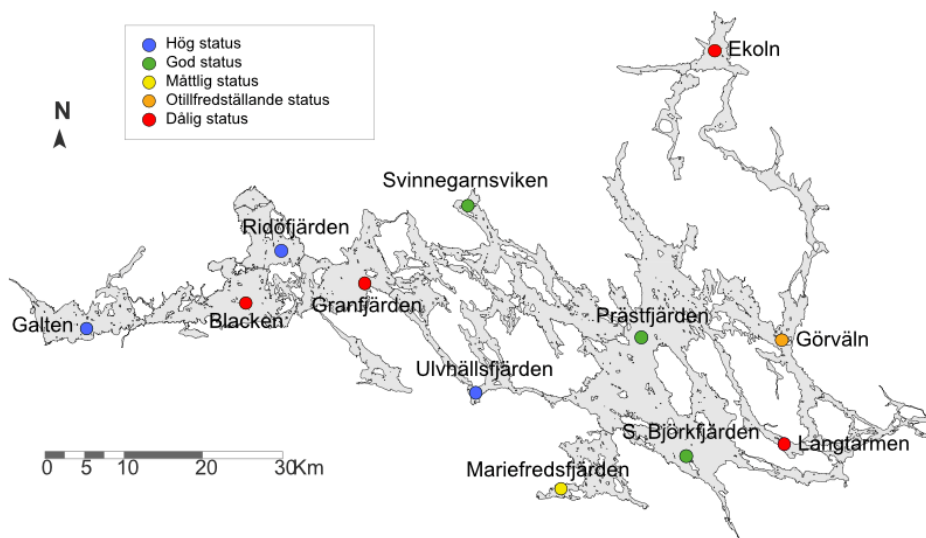 Hög status
God status
Måttlig status
Otillfredställande status
Dålig status
N
Ekoln
Svinnegarnsviken
Ridöfjärden
Galten
Blacken
Granfjärden
Prästfjärden
Görväln
Ulvhällsfjärden
S. Björkfjärden
Långtarmen
Mariefredsfjärden
0 5 10 20 30Km